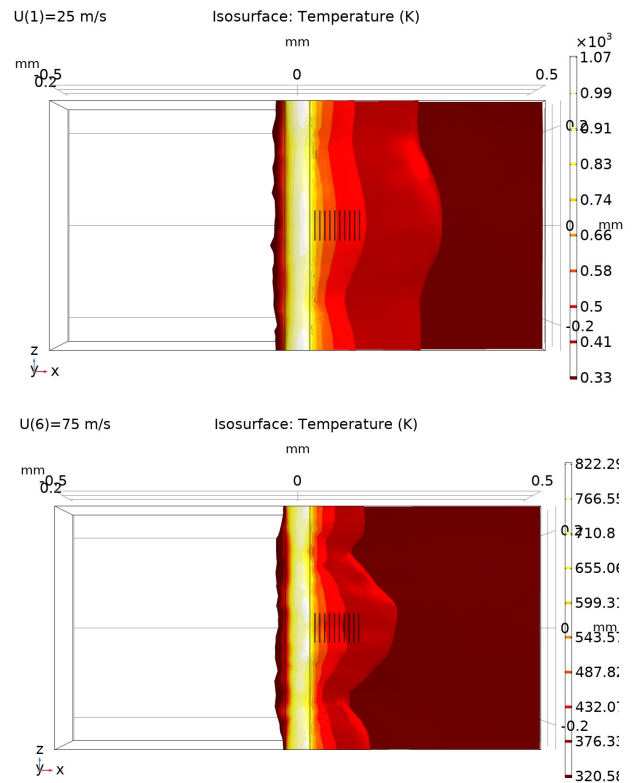 U(1)=25 m/s Isosurface: Temperature (K)
mm
×10³
mm
-0.5 0 0.5
0.2
1.07
0.99
0.2
0.91
0.83
0.74
0 mm
0.66
0.58
0.5
-0.2
0.41
0.33
z
y x
U(6)=75 m/s Isosurface: Temperature (K)
mm
mm
-0.5 0 0.5
0.2
822.29
766.55
0.2
710.8
655.06
599.31
0 mm
543.57
487.82
432.07
-0.2
376.33
320.58
z
y x